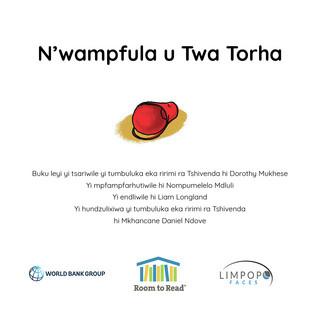 N'wampfula u Twa Torha
Buku leyi yi tsariwile yi tumbuluka eka ririmi ra Tshivenda hi Dorothy Mukhese
Yi mpfampfarhutiwile hi Nompumelelo Mdluli
Yi endliwile hi Liam Longland
Yi hundzulixiwa yi tumbuluka eka ririmi ra Tshivenda
hi Mkhancane Daniel Ndove
WORLD BANK GROUP
Room to Read®
LIMPOPO
FACES